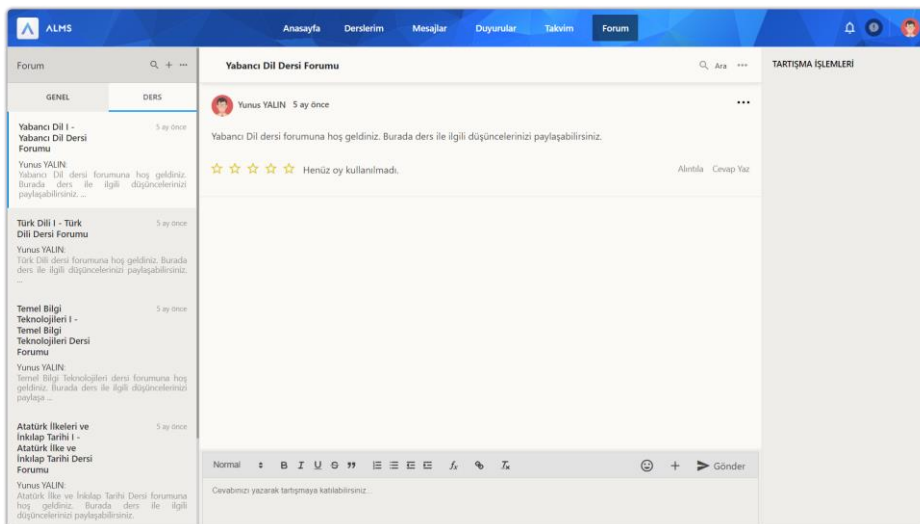 ALMS
Anasayfa Derslerim Mesajlar Duyurular Takvim Forum
Forum
GENEL DERS
Yabancı Dil I -
Yabancı Dil Dersi
Forumu
5 ay önce
Yunus YALIN:
Yabancı Dil dersi forumuna hoş geldiniz.
Burada ders ile ilgili düşüncelerinizi
paylaşabilirsiniz. ...
Türk Dili I - Türk
Dili Dersi Forumu
5 ay önce
Yunus YALIN:
Türk Dili dersi forumuna hoş geldiniz. Burada
ders ile ilgili düşüncelerinizi paylaşabilirsiniz.
...
Temel Bilgi
Teknolojileri I -
Temel Bilgi
Teknolojileri Dersi
Forumu
5 ay önce
Yunus YALIN:
Temel Bilgi Teknolojileri dersi forumuna hoş
geldiniz. Burada ders ile ilgili düşüncelerinizi
paylaşa ...
Atatürk İlkeleri ve
İnkılap Tarihi I -
Atatürk İlke ve
İnkılap Tarihi Dersi
Forumu
5 ay önce
Yunus YALIN:
Atatürk İlke ve İnkılap Tarihi Dersi forumuna
hoş geldiniz. Burada ders ile ilgili
düşüncelerinizi paylaşabilirsiniz.
Yabancı Dil Dersi Forumu
Ara
Yunus YALIN 5 ay önce
Yabancı Dil dersi forumuna hoş geldiniz. Burada ders ile ilgili düşüncelerinizi paylaşabilirsiniz.
Henüz oy kullanılmadı.
Alıntıla Cevap Yaz
Normal B I U S fx Tx Gönder
Cevabınızı yazarak tartışmaya katılabilirsiniz...
TARTIŞMA İŞLEMLERİ